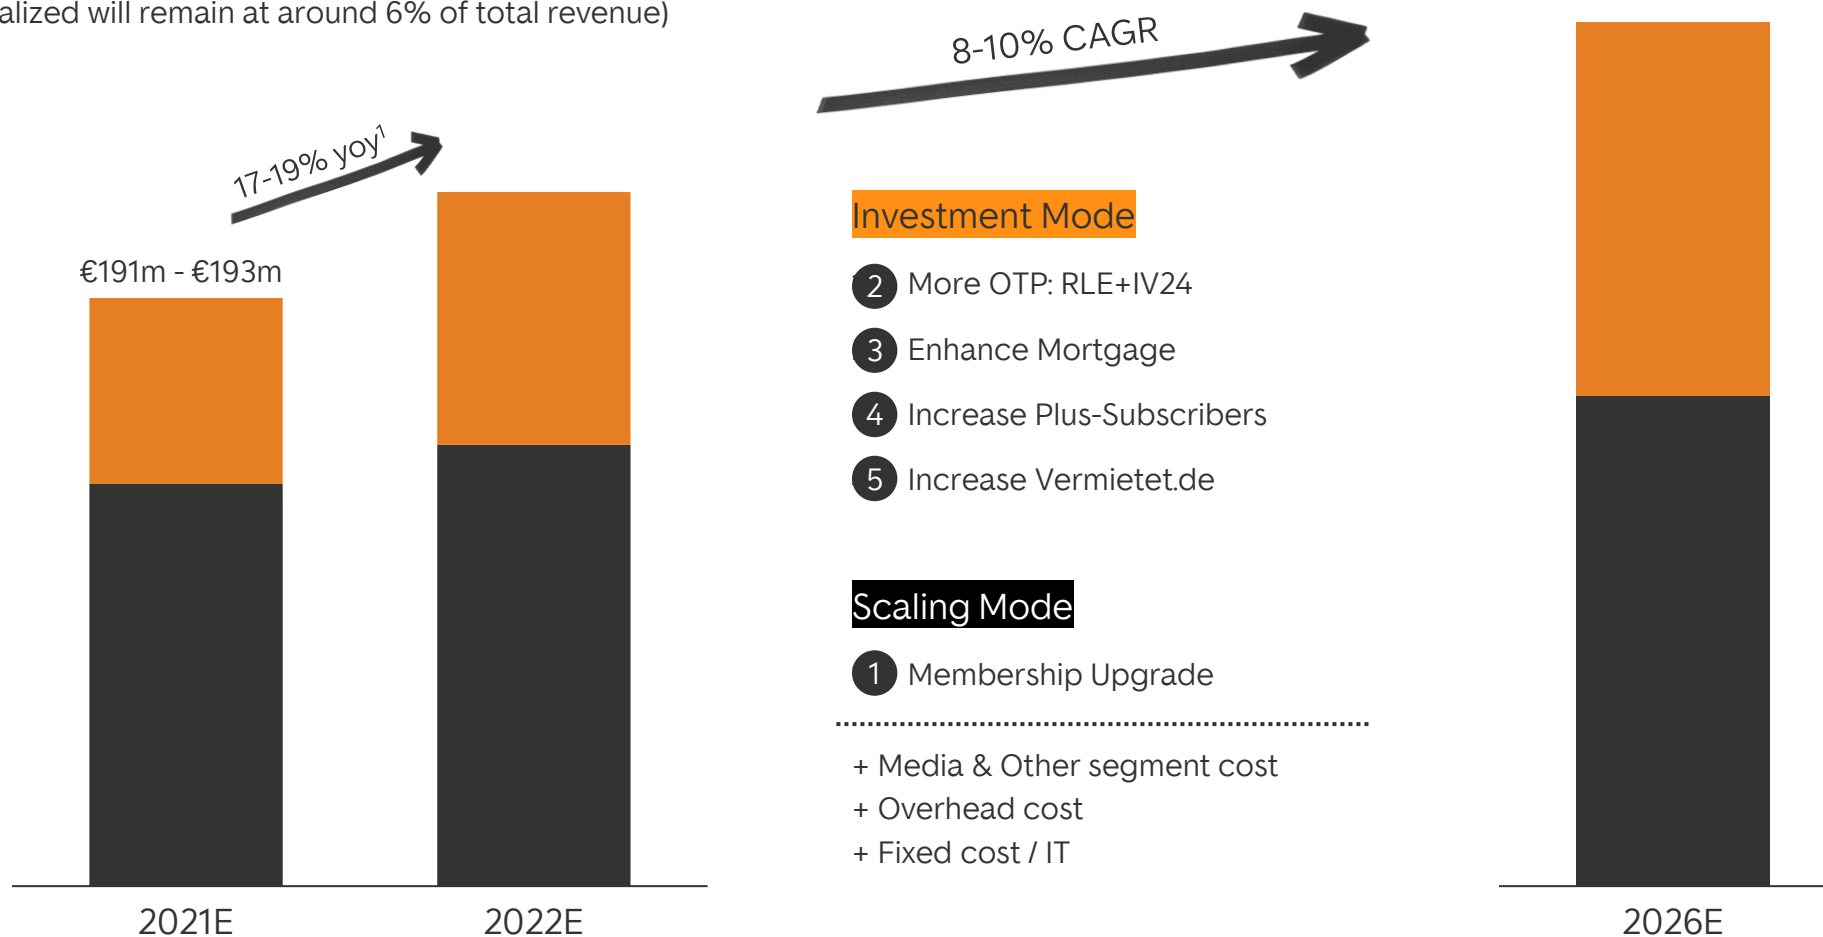 alized will remain at around 6% of total revenue)
8-10% CAGR
17-19% yoy¹
€191m - €193m
Investment Mode
2 More OTP: RLE+IV24
3 Enhance Mortgage
4 Increase Plus-Subscribers
5 Increase Vermietet.de
Scaling Mode
1 Membership Upgrade
+ Media & Other segment cost
+ Overhead cost
+ Fixed cost / IT
2021E
2022E
2026E